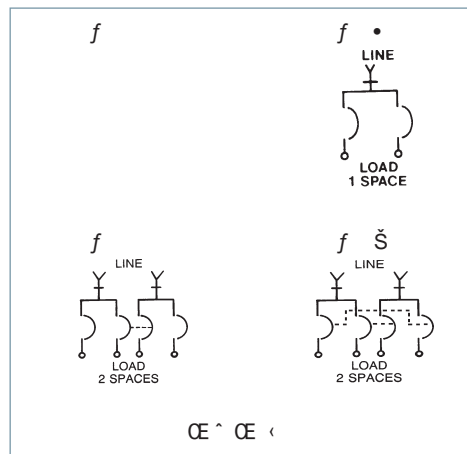 ƒ
ƒ •
LINE
LOAD
1 SPACE
ƒ
LINE
LOAD
2 SPACES
ƒ Š
LINE
LOAD
2 SPACES
Œ ˆ Œ ‹